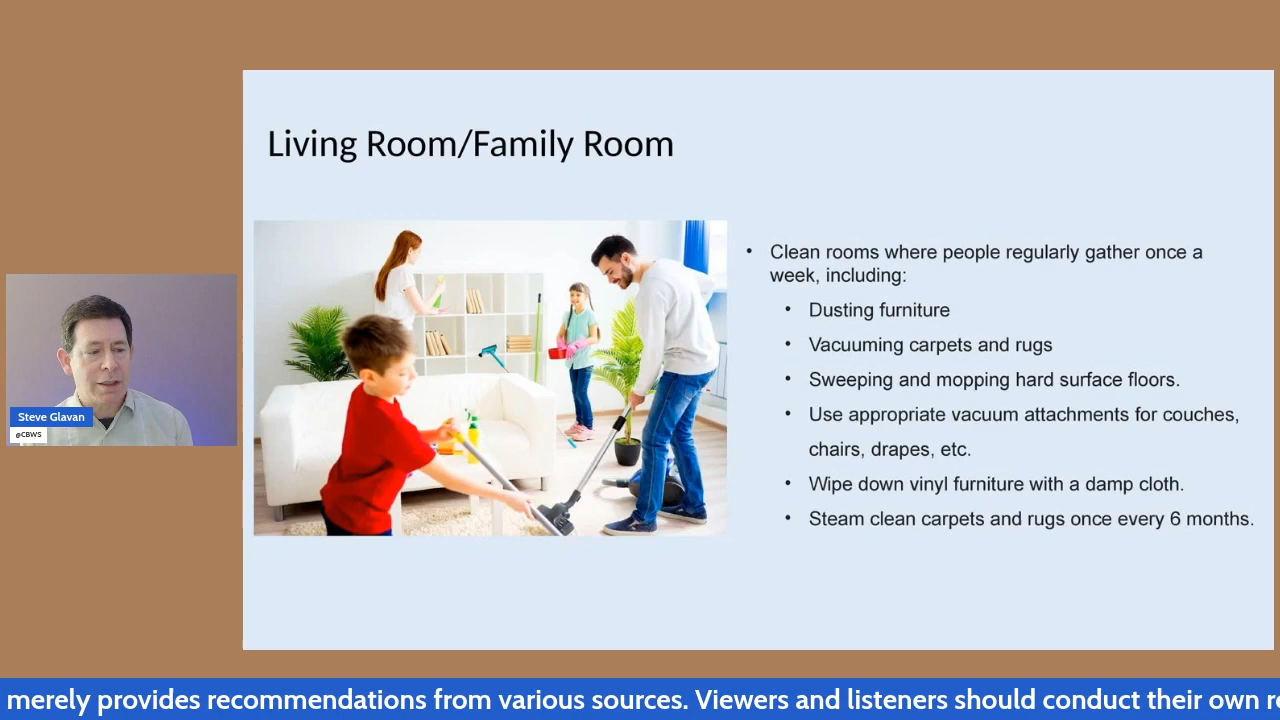 Living Room/Family Room
• Clean rooms where people regularly gather once a
week, including:
• Dusting furniture
• Vacuuming carpets and rugs
• Sweeping and mopping hard surface floors.
• Use appropriate vacuum attachments for couches,
chairs, drapes, etc.
• Wipe down vinyl furniture with a damp cloth.
• Steam clean carpets and rugs once every 6 months.
Steve Glavan
@CBWS
merely provides recommendations from various sources. Viewers and listeners should conduct their own